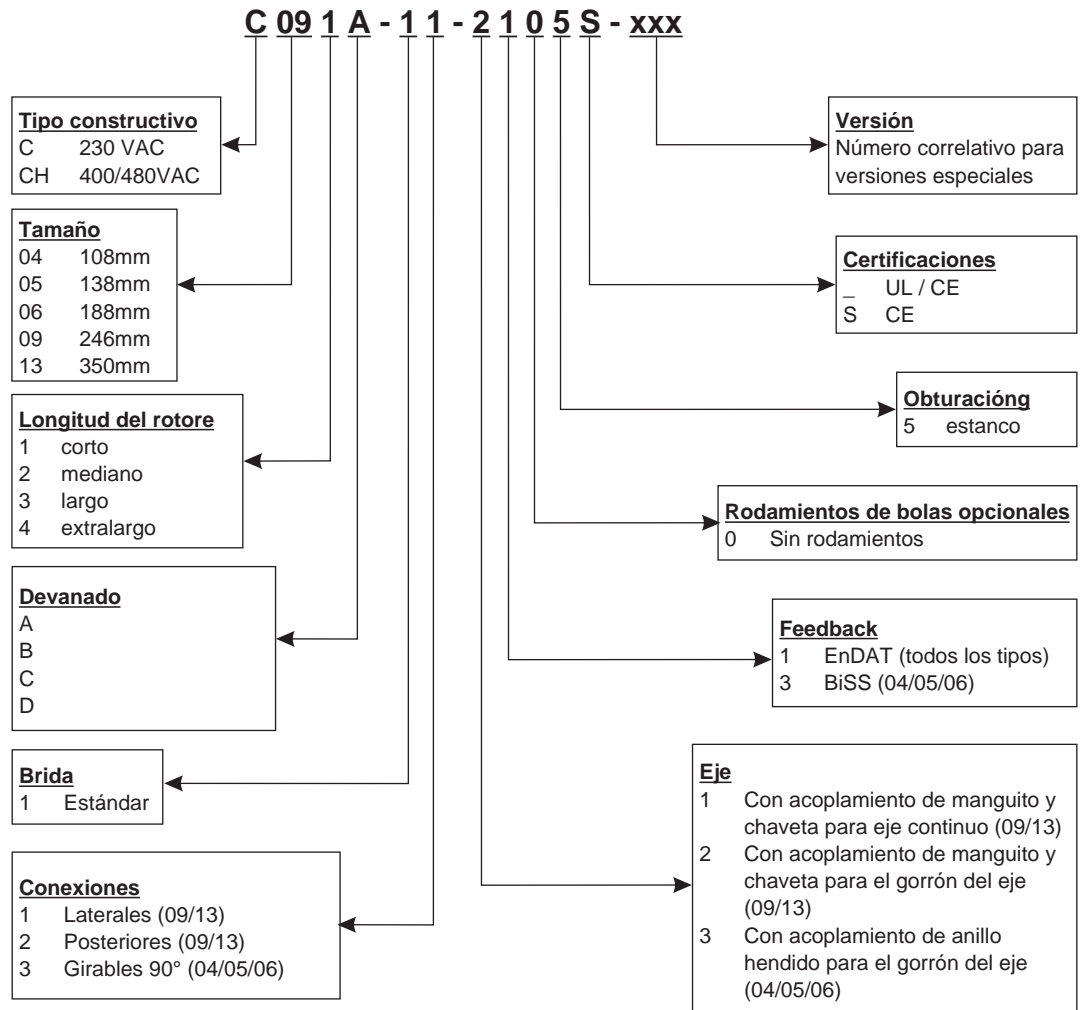 C 09 1 A - 1 1 - 2 1 0 5 S - xxx
Tipo constructivo
C 230 VAC
CH 400/480VAC
Tamaño
04 108mm
05 138mm
06 188mm
09 246mm
13 350mm
Longitud del rotore
1 corto
2 mediano
3 largo
4 extralargo
Devanado
A
B
C
D
Brida
1 Estándar
Conexiones
1 Laterales (09/13)
2 Posteriores (09/13)
3 Girables 90° (04/05/06)
Versión
Número correlativo para
versiones especiales
Certificaciones
_ UL / CE
S CE
Obturacióng
5 estanco
Rodamientos de bolas opcionales
0 Sin rodamientos
Feedback
1 EnDAT (todos los tipos)
3 BiSS (04/05/06)
Eje
1 Con acoplamiento de manguito y
chaveta para eje continuo (09/13)
2 Con acoplamiento de manguito y
chaveta para el gorrón del eje
(09/13)
3 Con acoplamiento de anillo
hendido para el gorrón del eje
(04/05/06)